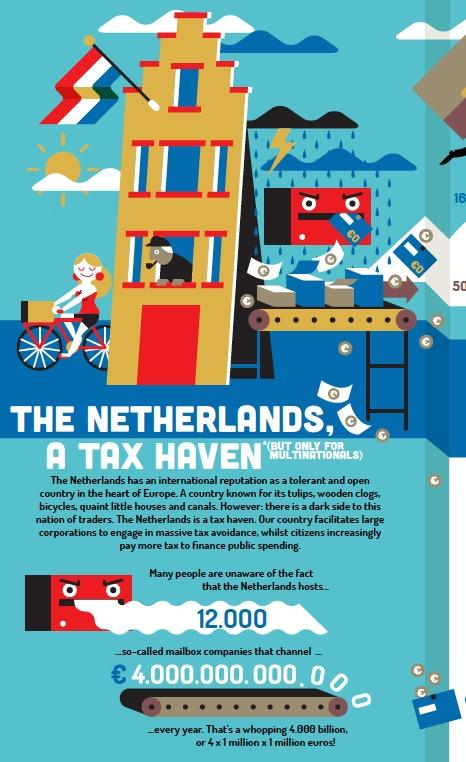 16
50
THE NETHERLANDS,
A TAX HAVEN*(BUT ONLY FOR
MULTINATIONALS)
The Netherlands has an international reputation as a tolerant and open
country in the heart of Europe. A country known for its tulips, wooden clogs,
bicycles, quaint little houses and canals. However: there is a dark side to this
nation of traders. The Netherlands is a tax haven. Our country facilitates large
corporations to engage in massive tax avoidance, whilst citizens increasingly
pay more tax to finance public spending.
Many people are unaware of the fact
that the Netherlands hosts...
12.000
...so-called mailbox companies that channel ...
€ 4.000.000.000.000
...every year. That's a whopping 4.000 billion,
or 4 x 1 million x 1 million euros!